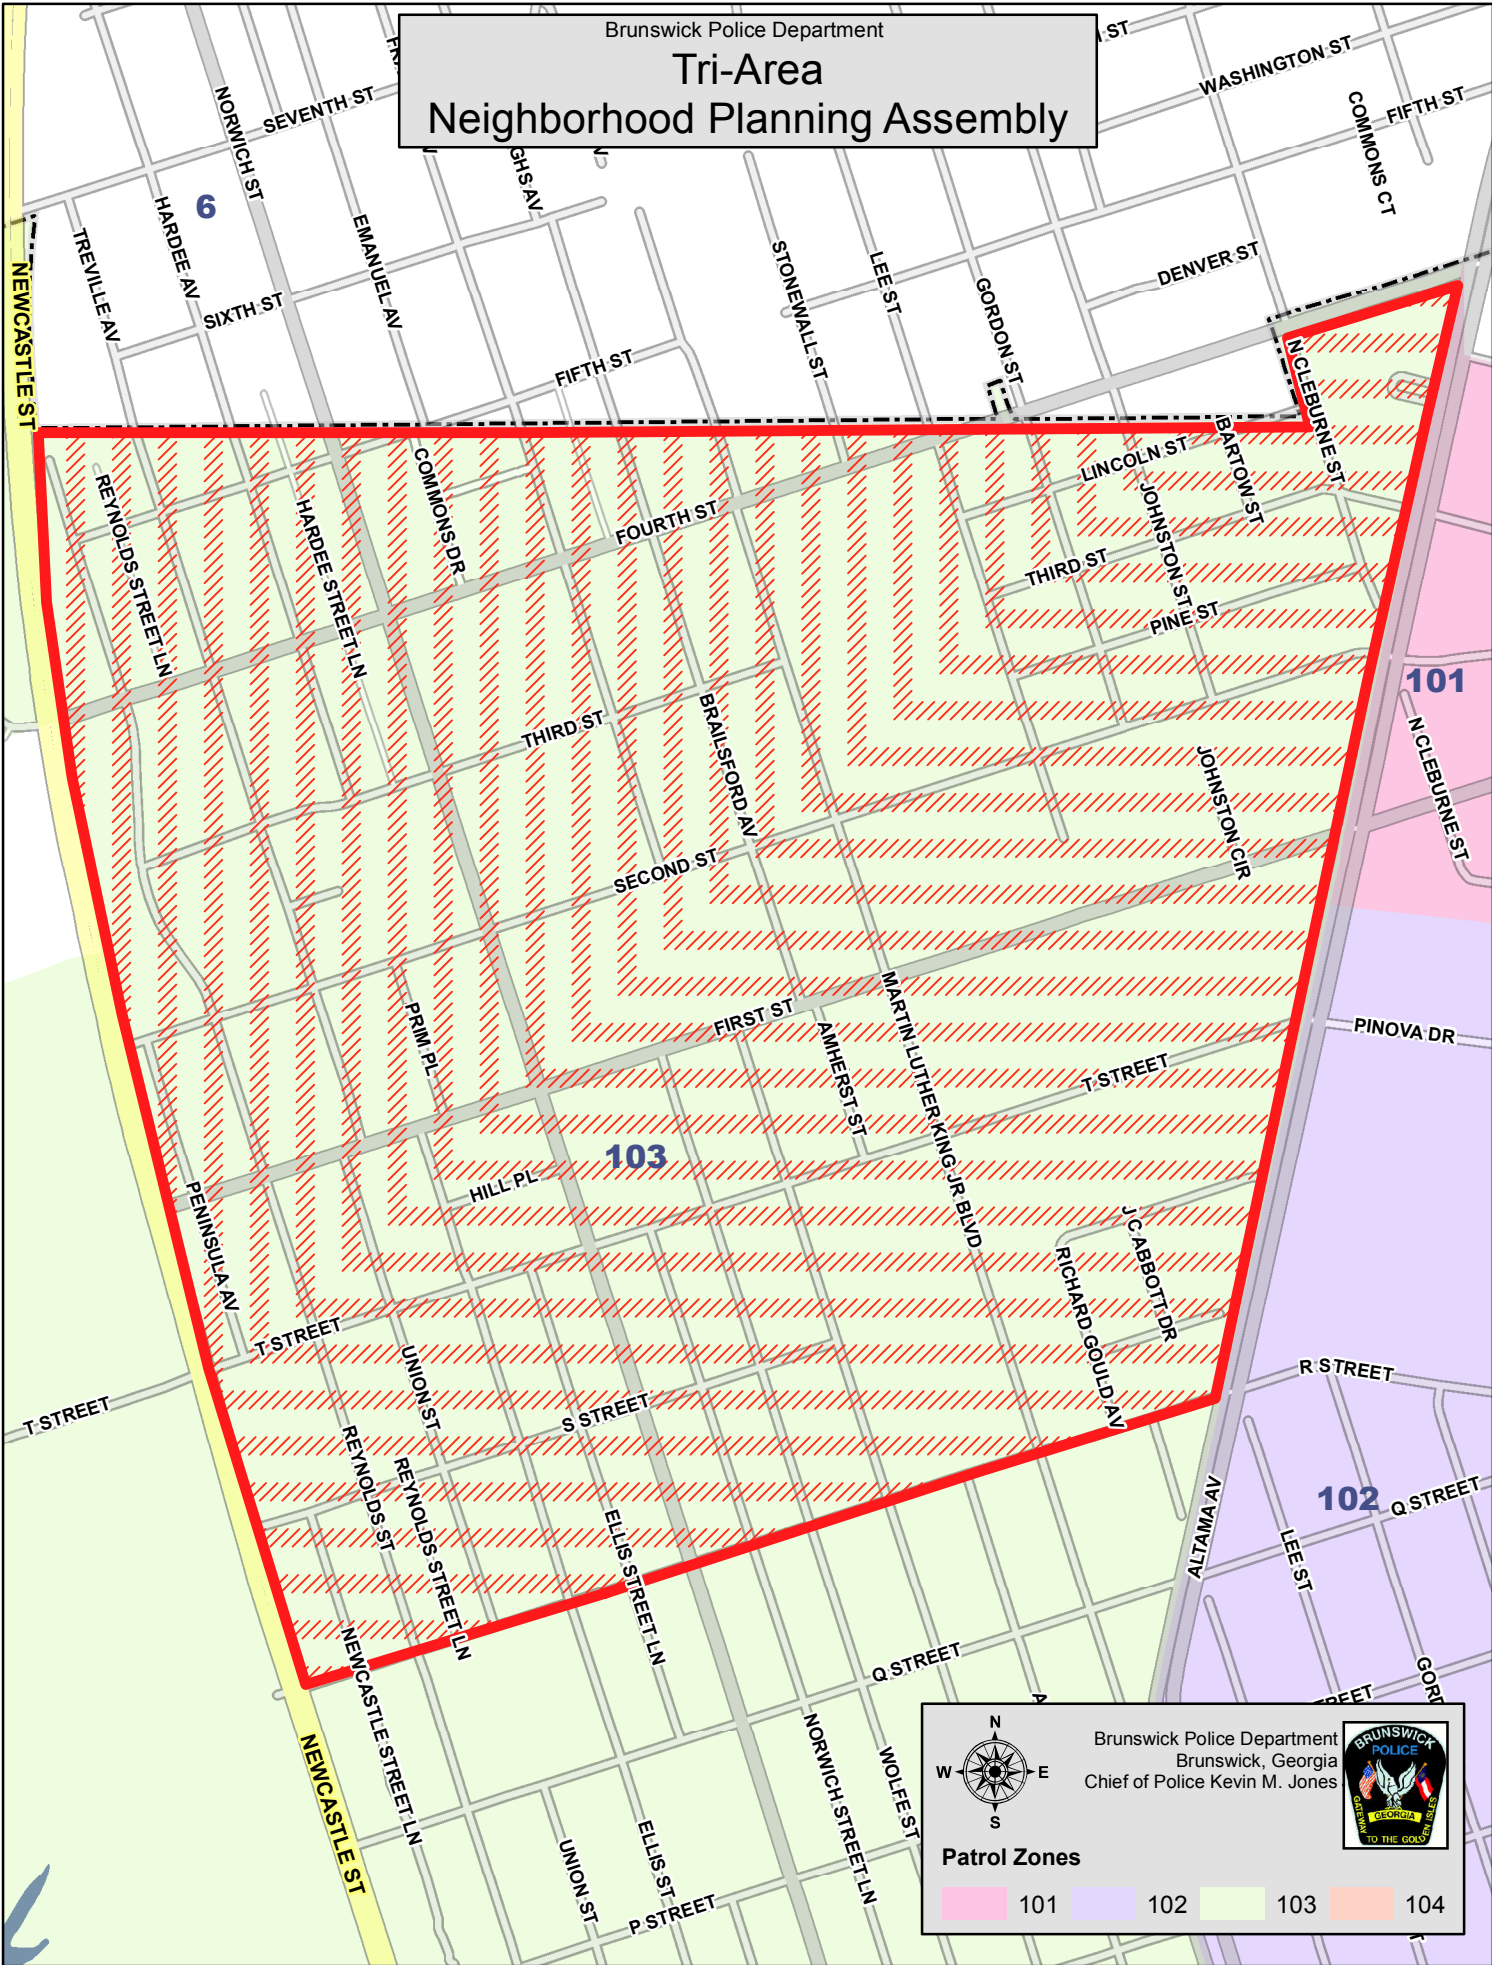 Brunswick Police Department
Tri-Area
Neighborhood Planning Assembly
WASHINGTON ST
FIFTH ST
COMMONS CT
SEVENTH ST
NORWICH ST
6
HARDEE AV
TREVILLE AV
EMANUEL AV
SIXTH ST
NEWCASTLE ST
STONEWALL ST
LEE ST
GORDON ST
DENVER ST
FIFTH ST
N CLEBURNE ST
BARTOW ST
LINCOLN ST
JOHNSTON ST
COMMONS DR
REYNOLDS STREET LN
HARDEE STREET LN
FOURTH ST
THIRD ST
PINE ST
101
N CLEBURNE ST
THIRD ST
BRAILSFORD AV
JOHNSTON CIR
SECOND ST
PRIM PL
FIRST ST
AMHERST ST
MARTIN LUTHER KING JR BLVD
PINOVA DR
T STREET
103
HILL PL
PENINSULA AV
J C ABBOTT DR
RICHARD GOULD AV
T STREET
UNION ST
T STREET
S STREET
R STREET
REYNOLDS ST
REYNOLDS STREET LN
ELLIS STREET LN
ALTAMA AV
102
Q STREET
LEE ST
NEWCASTLE STREET LN
Q STREET
NEWCASTLE ST
NORWICH STREET LN
WOLFE ST
UNION ST
ELLIS ST
P STREET
N
W
E
S
Brunswick Police Department
Brunswick, Georgia
Chief of Police Kevin M. Jones
BRUNSWICK
POLICE
GEORGIA
GATEWAY TO THE GOLDEN ISLES
Patrol Zones
101 102 103 104